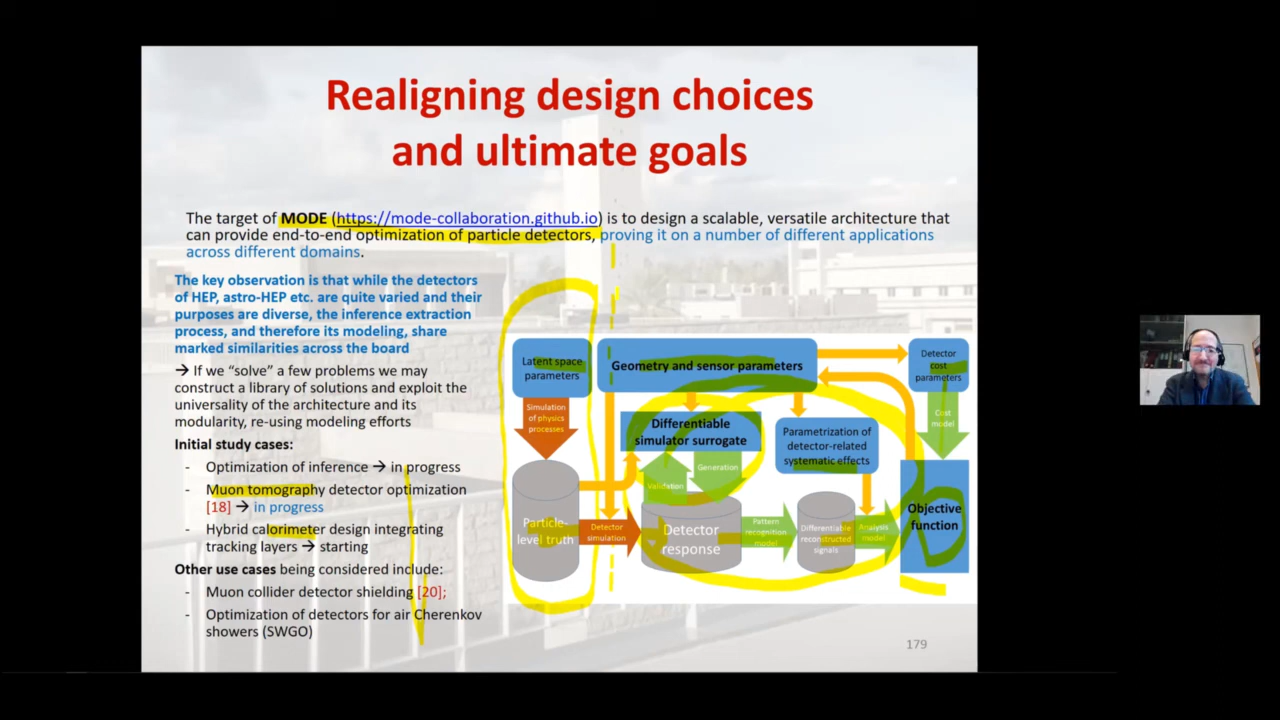 Realigning design choices
and ultimate goals
The target of MODE (https://mode-collaboration.github.io) is to design a scalable, versatile architecture that
can provide end-to-end optimization of particle detectors, proving it on a number of different applications
across different domains.
The key observation is that while the detectors
of HEP, astro-HEP etc. are quite varied and their
purposes are diverse, the inference extraction
process, and therefore its modeling, share
marked similarities across the board
→ If we “solve” a few problems we may
construct a library of solutions and exploit the
universality of the architecture and its
modularity, re-using modeling efforts
Initial study cases:
- Optimization of inference → in progress
- Muon tomography detector optimization
[18] → in progress
- Hybrid calorimeter design integrating
tracking layers → starting
Other use cases being considered include:
- Muon collider detector shielding [20];
- Optimization of detectors for air Cherenkov
showers (SWGO)
Latent space
parameters
Geometry and sensor parameters
Detector
cost
parameters
Simulation
of physics
processes
Differentiable
simulator surrogate
Parametrization of
detector-related
systematic effects
Cost
model
Validation
Generation
Particle-
level truth
Detector
simulation
Detector
response
Pattern
recognition
model
Differentiable
reconstructed
signals
Analysis
model
Objective
function
179